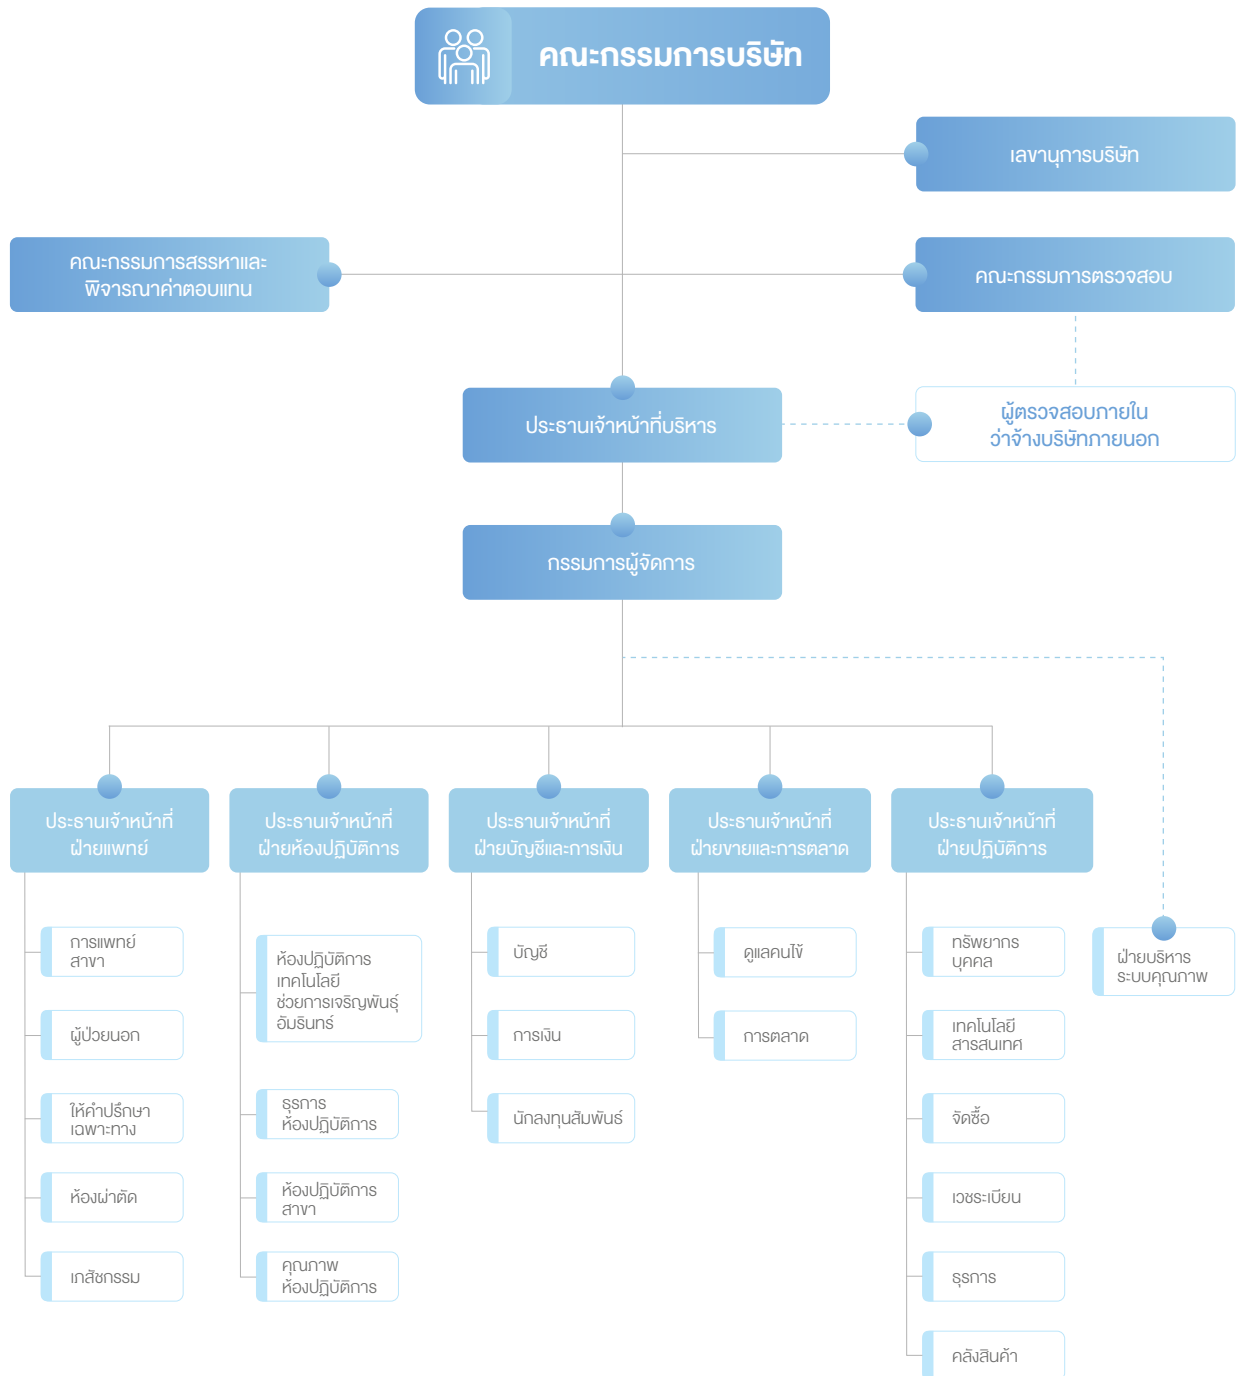 คณะกรรมการบริษัท
เลขานุการบริษัท
คณะกรรมการสรรหาและ
พิจารณาค่าตอบแทน
คณะกรรมการตรวจสอบ
ประธานเจ้าหน้าที่บริหาร
ผู้ตรวจสอบภายใน
ว่าจ้างบริษัทภายนอก
กรรมการผู้จัดการ
ประธานเจ้าหน้าที่
ฝ่ายแพทย์
ประธานเจ้าหน้าที่
ฝ่ายห้องปฏิบัติการ
ประธานเจ้าหน้าที่
ฝ่ายบัญชีและการเงิน
ประธานเจ้าหน้าที่
ฝ่ายขายและการตลาด
ประธานเจ้าหน้าที่
ฝ่ายปฏิบัติการ
การแพทย์
สาขา
ผู้ป่วยนอก
ให้คำปรึกษา
เฉพาะทาง
ห้องผ่าตัด
เภสัชกรรม
ห้องปฏิบัติการ
เทคโนโลยี
ช่วยการเจริญพันธุ์
อัมรินทร์
ธุรการ
ห้องปฏิบัติการ
ห้องปฏิบัติการ
สาขา
คุณภาพ
ห้องปฏิบัติการ
บัญชี
การเงิน
นักลงทุนสัมพันธ์
ดูแลคนไข้
การตลาด
ทรัพยากร
บุคคล
เทคโนโลยี
สารสนเทศ
จัดซื้อ
เวชระเบียน
ธุรการ
คลังสินค้า
ฝ่ายบริหาร
ระบบคุณภาพ